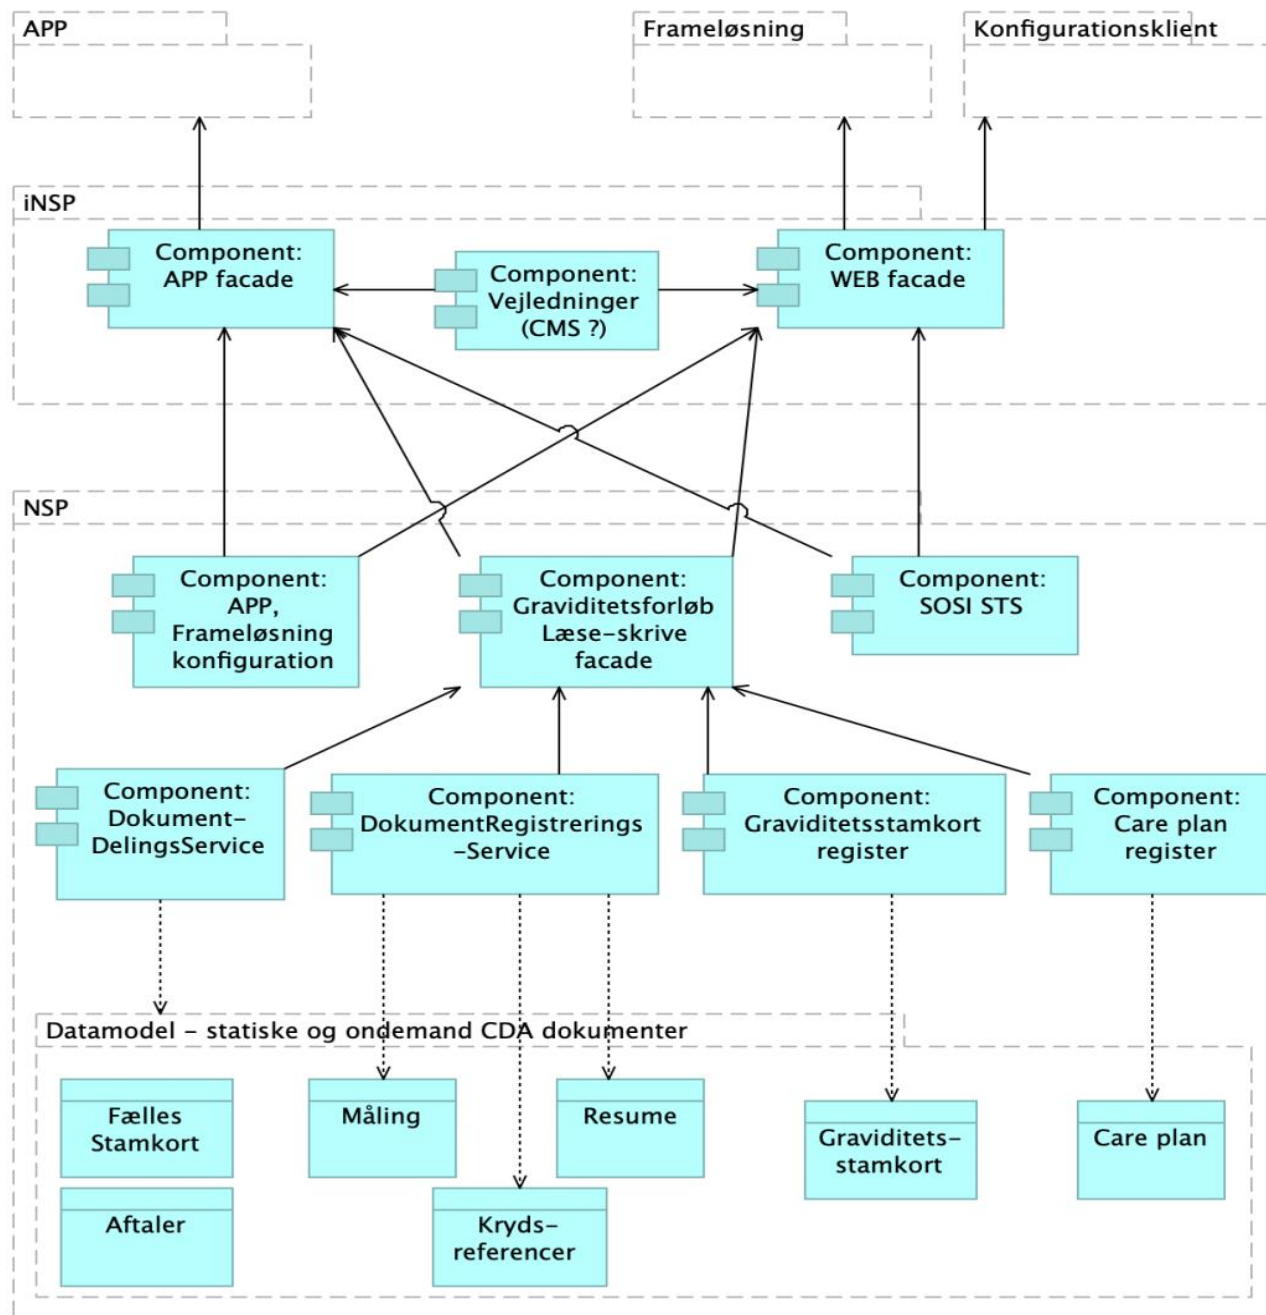 APP
Frameløsning
Konfigurationsklient
iNSP
Component:
APP facade
Component:
Vejledninger
(CMS ?)
Component:
WEB facade
NSP
Component:
APP,
Frameløsning
konfiguration
Component:
Graviditetsforløb
Læse-skrive
facade
Component:
SOSI STS
Component:
Dokument-
DelingsService
Component:
DokumentRegistrerings
-Service
Component:
Graviditetsstamkort
register
Component:
Care plan
register
Datamodel - statiske og ondemand CDA dokumenter
Fælles
Stamkort
Måling
Resume
Graviditets-
stamkort
Care plan
Aftaler
Kryds-
referencer